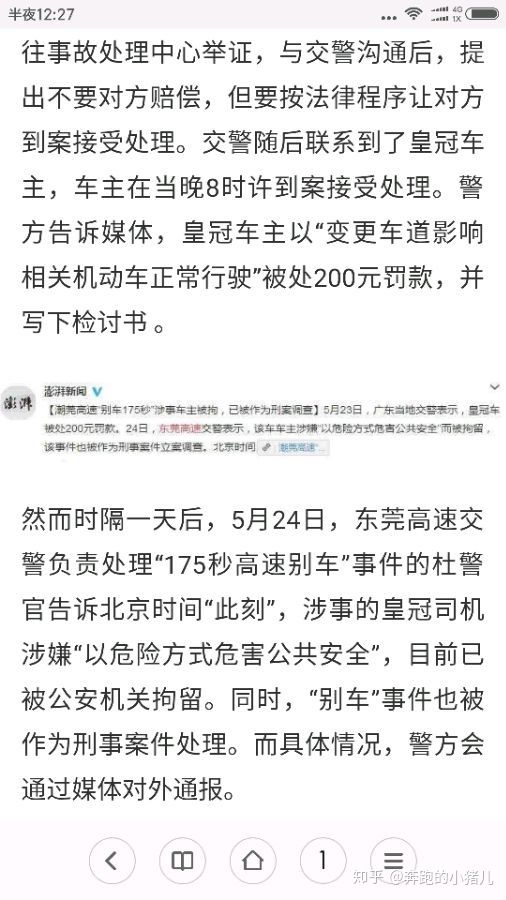 半夜12:27
4G
1X
往事故处理中心举证，与交警沟通后，提
出不要对方赔偿，但要按法律程序让对方
到案接受处理。交警随后联系到了皇冠车
主，车主在当晚8时许到案接受处理。警
方告诉媒体，皇冠车主以“变更车道影响
相关机动车正常行驶”被处200元罚款，并
写下检讨书 。
澎湃
澎湃新闻
【潮莞高速“别车175秒”涉事车主被拘，已被作为刑案调查】5月23日，广东当地交警表示，皇冠车
被处200元罚款。24日，东莞高速交警表示，该车车主涉嫌“以危险方式危害公共安全”而被拘留，
该事件也被作为刑事案件立案调查。北京时间 潮莞高速“...
然而时隔一天后，5月24日，东莞高速交
警负责处理“175秒高速别车”事件的杜警
官告诉北京时间“此刻”，涉事的皇冠司机
涉嫌“以危险方式危害公共安全”，目前已
被公安机关拘留。同时，“别车”事件也被
作为刑事案件处理。而具体情况，警方会
通过媒体对外通报。
1
知乎 @奔跑的小猪儿